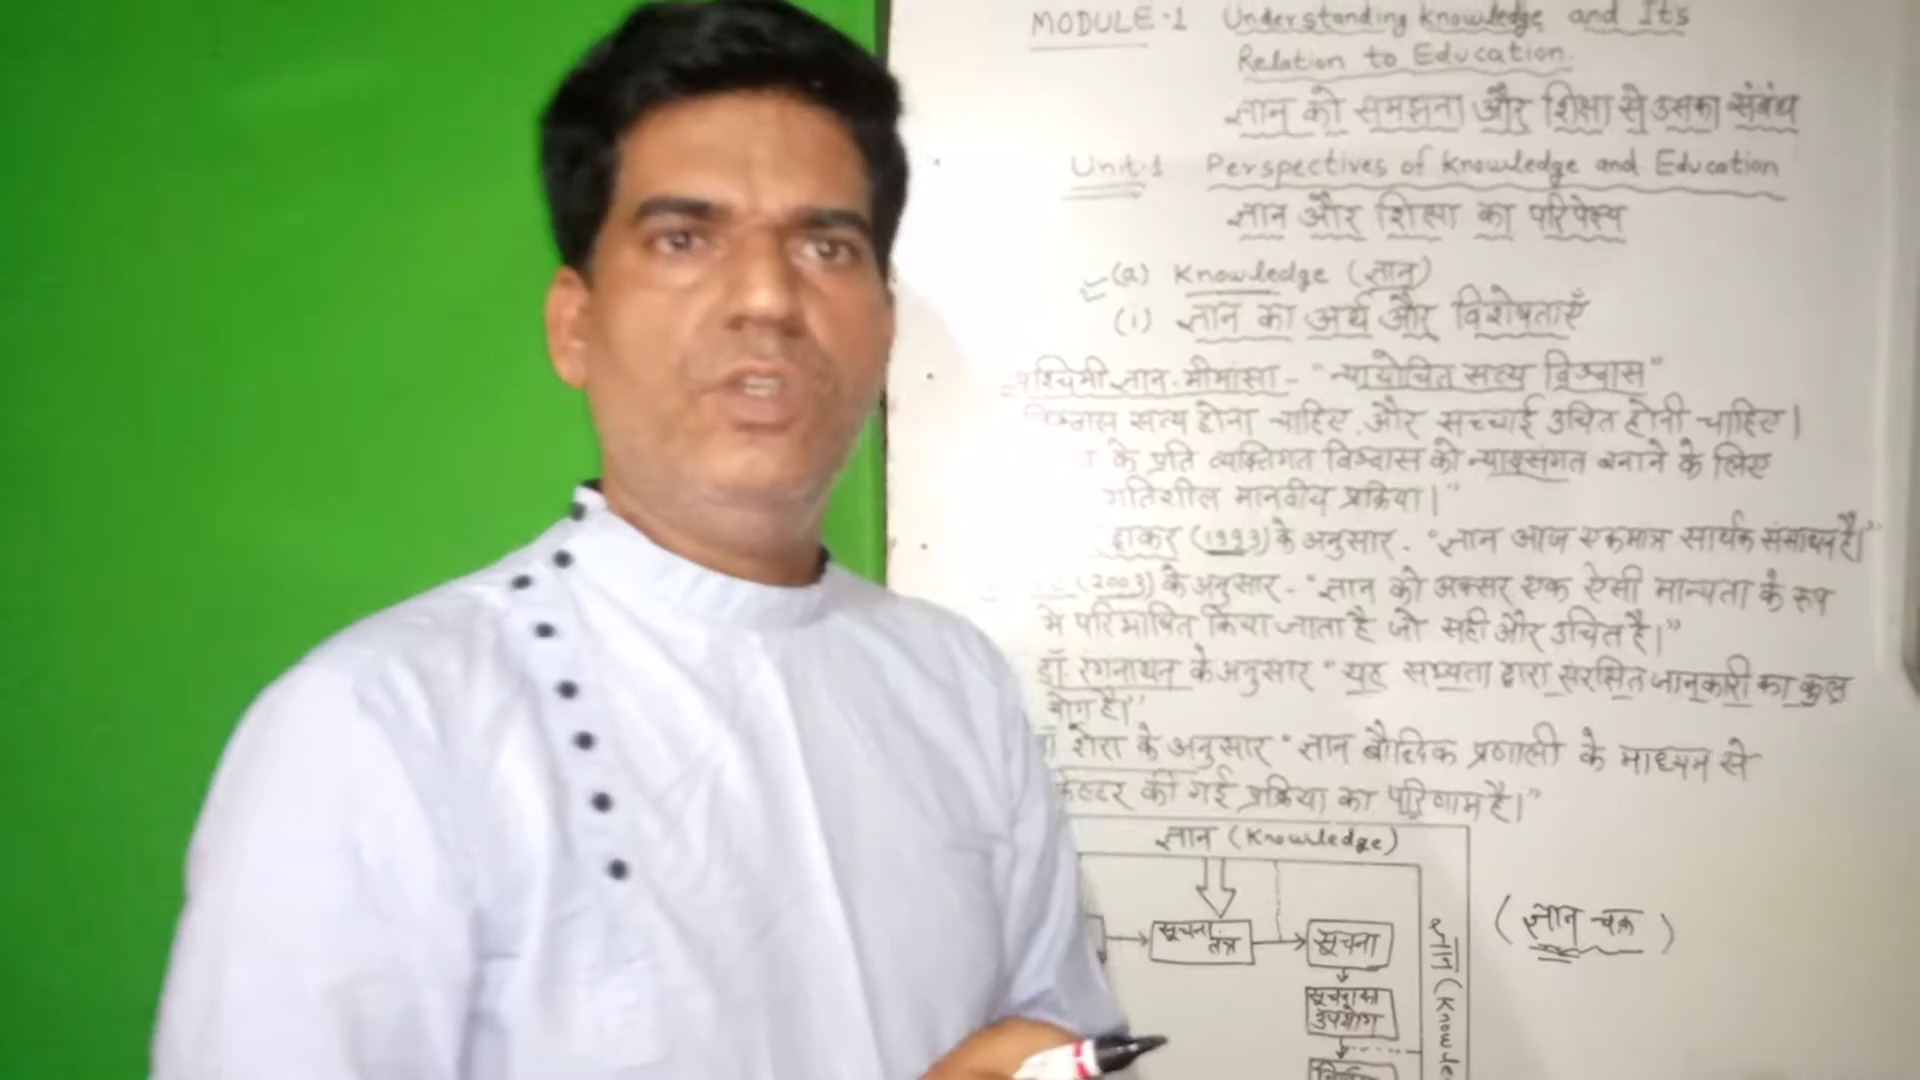 MODULE-1 Understanding knowledge and Its
Relation to Education.
ज्ञान को समझना और शिक्षा से उसका संबंध
Unit-1 Perspectives of Knowledge and Education
ज्ञान और शिक्षा का परिपेक्ष्य
(a) Knowledge (ज्ञान)
(i) ज्ञान का अर्थ और विशेषताएँ
पश्चिमी ज्ञान-मीमांसा - "न्यायोचित सत्य विश्वास"
सत्य होना चाहिए और सच्चाई उचित होनी चाहिए।
के प्रति व्यक्तिगत विश्वास को न्यायसंगत बनाने के लिए
गतिशील मानवीय प्रक्रिया।"
(1993) के अनुसार - "ज्ञान आज एकमात्र सार्थक संसाधन है।"
(2003) के अनुसार - "ज्ञान को अक्सर एक ऐसी मान्यता के रूप
में परिभाषित किया जाता है जो सही और उचित है।"
डॉ. रंगनाथन के अनुसार "यह सभ्यता द्वारा संरक्षित जानकारी का कुल
योग है।"
शेरा के अनुसार "ज्ञान बौद्धिक प्रणाली के माध्यम से
फिल्टर की गई प्रक्रिया का परिणाम है।"
ज्ञान (Knowledge)
सूचना तंत्र
सूचना
(ज्ञान चक्र)
सूचना का
उपयोग
ज्ञान (Knowle